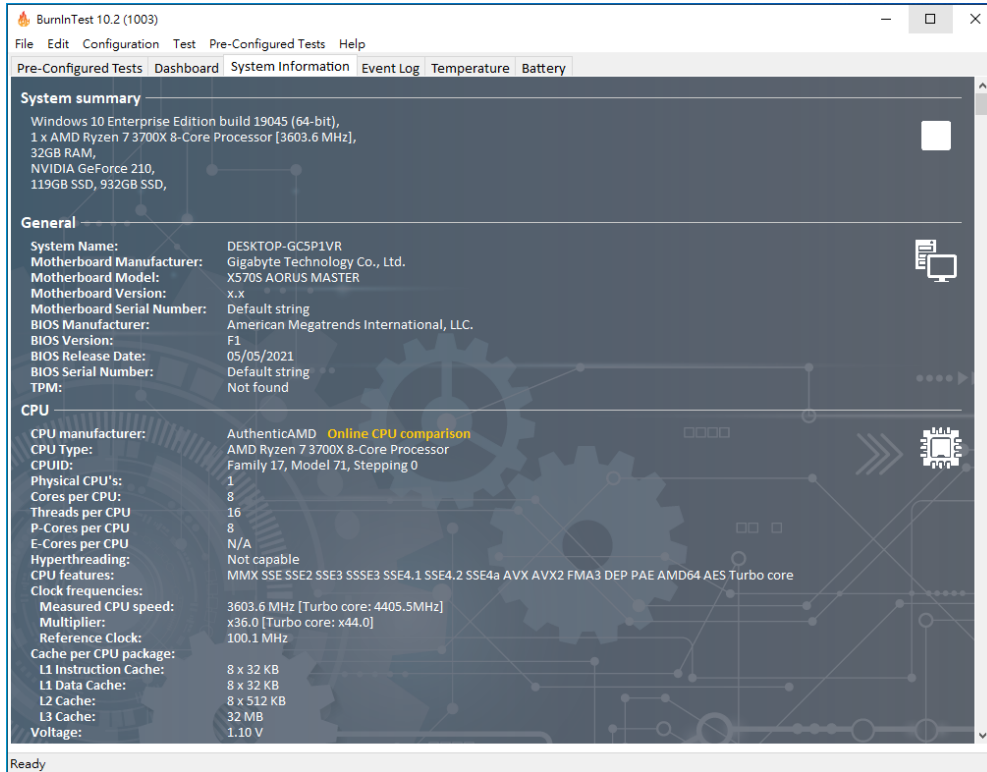 BurnInTest 10.2 (1003)
File Edit Configuration Test Pre-Configured Tests Help
Pre-Configured Tests Dashboard System Information Event Log Temperature Battery
System summary
Windows 10 Enterprise Edition build 19045 (64-bit),
1 x AMD Ryzen 7 3700X 8-Core Processor [3603.6 MHz],
32GB RAM,
NVIDIA GeForce 210,
119GB SSD, 932GB SSD,
General
System Name: DESKTOP-GC5P1VR
Motherboard Manufacturer: Gigabyte Technology Co., Ltd.
Motherboard Model: X570S AORUS MASTER
Motherboard Version: x.x
Motherboard Serial Number: Default string
BIOS Manufacturer: American Megatrends International, LLC.
BIOS Version: F1
BIOS Release Date: 05/05/2021
BIOS Serial Number: Default string
TPM: Not found
CPU
CPU manufacturer: AuthenticAMD Online CPU comparison
CPU Type: AMD Ryzen 7 3700X 8-Core Processor
CPUID: Family 17, Model 71, Stepping 0
Physical CPU's: 1
Cores per CPU: 8
Threads per CPU 16
P-Cores per CPU 8
E-Cores per CPU N/A
Hyperthreading: Not capable
CPU features: MMX SSE SSE2 SSE3 SSSE3 SSE4.1 SSE4.2 SSE4a AVX AVX2 FMA3 DEP PAE AMD64 AES Turbo core
Clock frequencies:
Measured CPU speed: 3603.6 MHz [Turbo core: 4405.5MHz]
Multiplier: x36.0 [Turbo core: x44.0]
Reference Clock: 100.1 MHz
Cache per CPU package:
L1 Instruction Cache: 8 x 32 KB
L1 Data Cache: 8 x 32 KB
L2 Cache: 8 x 512 KB
L3 Cache: 32 MB
Voltage: 1.10 V
Ready